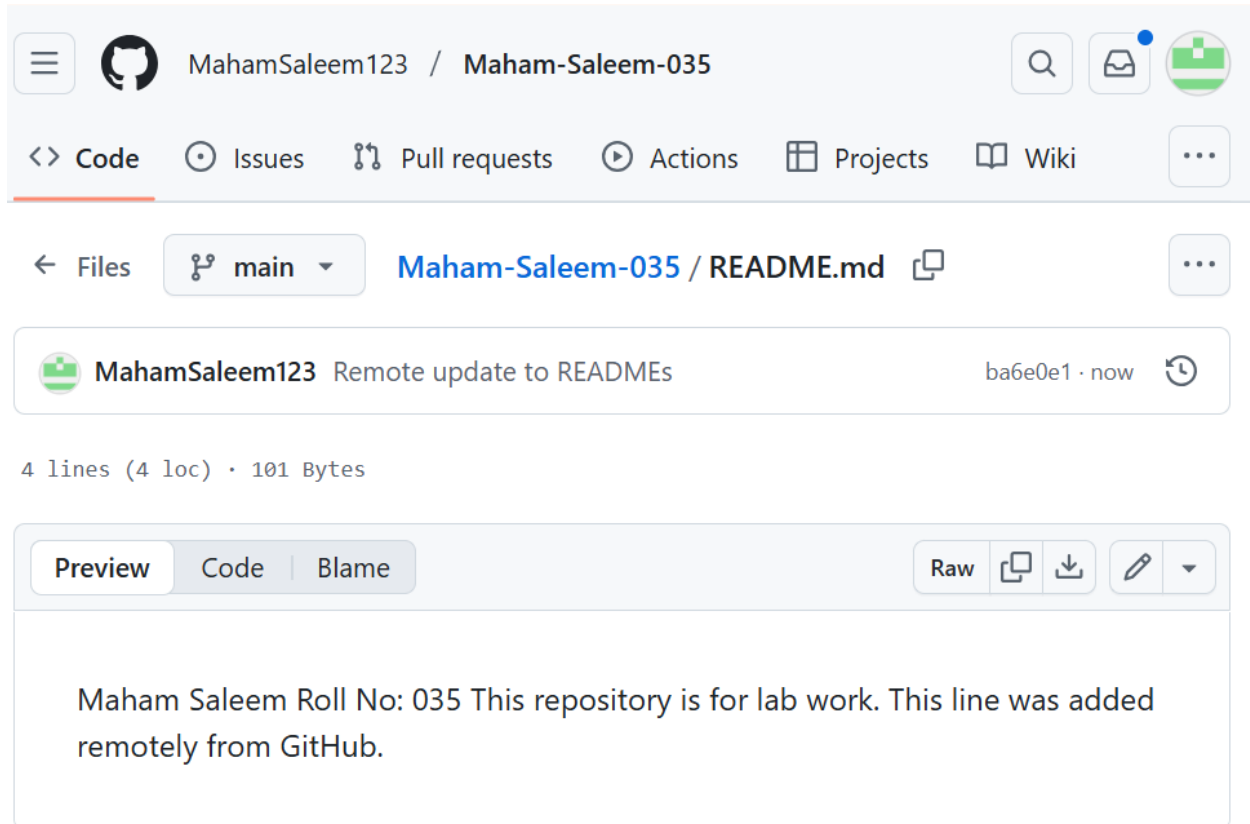 MahamSaleem123 / Maham-Saleem-035
Code Issues Pull requests Actions Projects Wiki
Files main Maham-Saleem-035 / README.md
MahamSaleem123 Remote update to READMEs ba6e0e1 · now
4 lines (4 loc) · 101 Bytes
Preview Code Blame Raw
Maham Saleem Roll No: 035 This repository is for lab work. This line was added
remotely from GitHub.